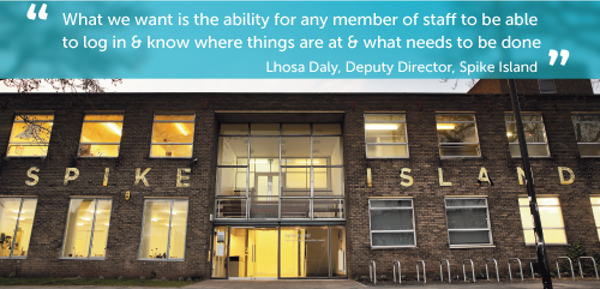 “ What we want is the ability for any member of staff to be able
to log in & know where things are at & what needs to be done ”
Lhosa Daly, Deputy Director, Spike Island
SPIKE ISLAND